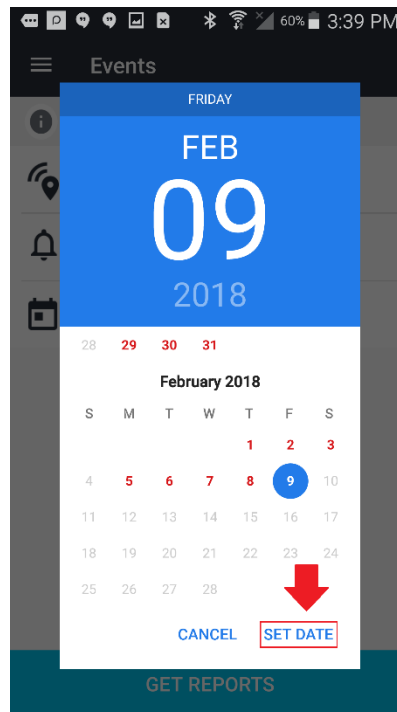 60% 3:39 PM
Events
FRIDAY
FEB
09
2018
28 29 30 31
February 2018
S M T W T F S
1 2 3
4 5 6 7 8 9 10
11 12 13 14 15 16 17
18 19 20 21 22 23 24
25 26 27 28
CANCEL SET DATE
GET REPORTS